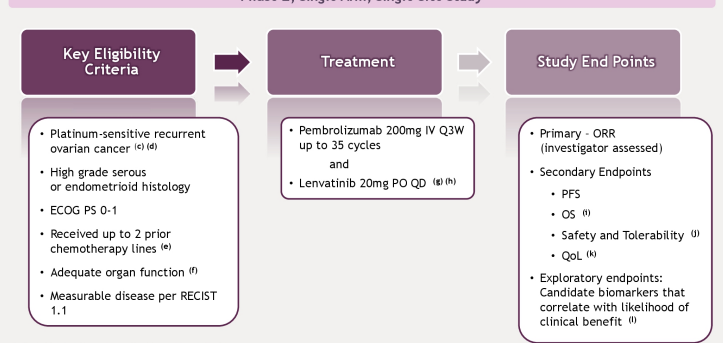 Phase 2, Single Arm, Single Site Study
Key Eligibility
Criteria
Treatment
Study End Points
• Platinum-sensitive recurrent
ovarian cancer (c) (d)
• High grade serous
or endometrioid histology
• ECOG PS 0-1
• Received up to 2 prior
chemotherapy lines (e)
• Adequate organ function (f)
• Measurable disease per RECIST
1.1
• Pembrolizumab 200mg IV Q3W
up to 35 cycles
and
• Lenvatinib 20mg PO QD (g) (h)
• Primary - ORR
(investigator assessed)
• Secondary Endpoints
• PFS
• OS (i)
• Safety and Tolerability (j)
• QoL (k)
• Exploratory endpoints:
Candidate biomarkers that
correlate with likelihood of
clinical benefit (l)